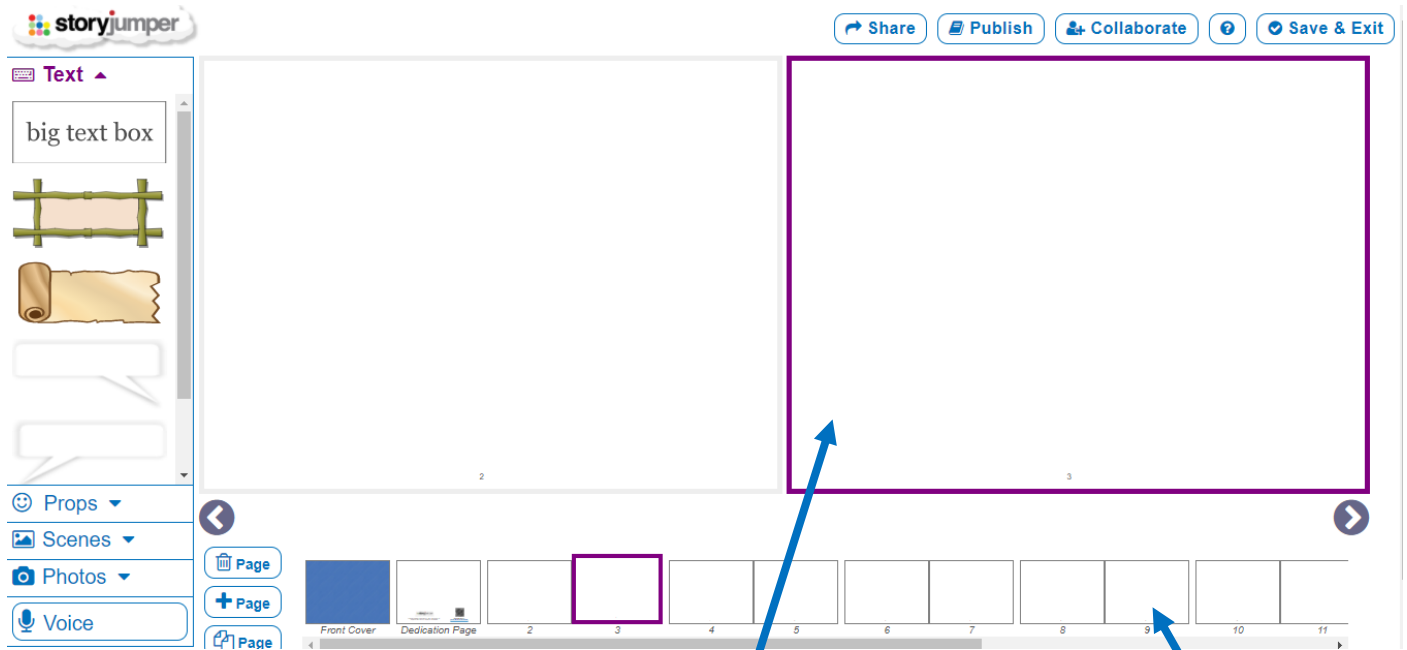 storyjumper
Share
Publish
Collaborate
Save & Exit
Text
big text box
2
3
Props
Scenes
Photos
Voice
Page
Page
Page
Front Cover
Dedication Page
2
3
4
5
6
7
8
9
10
11